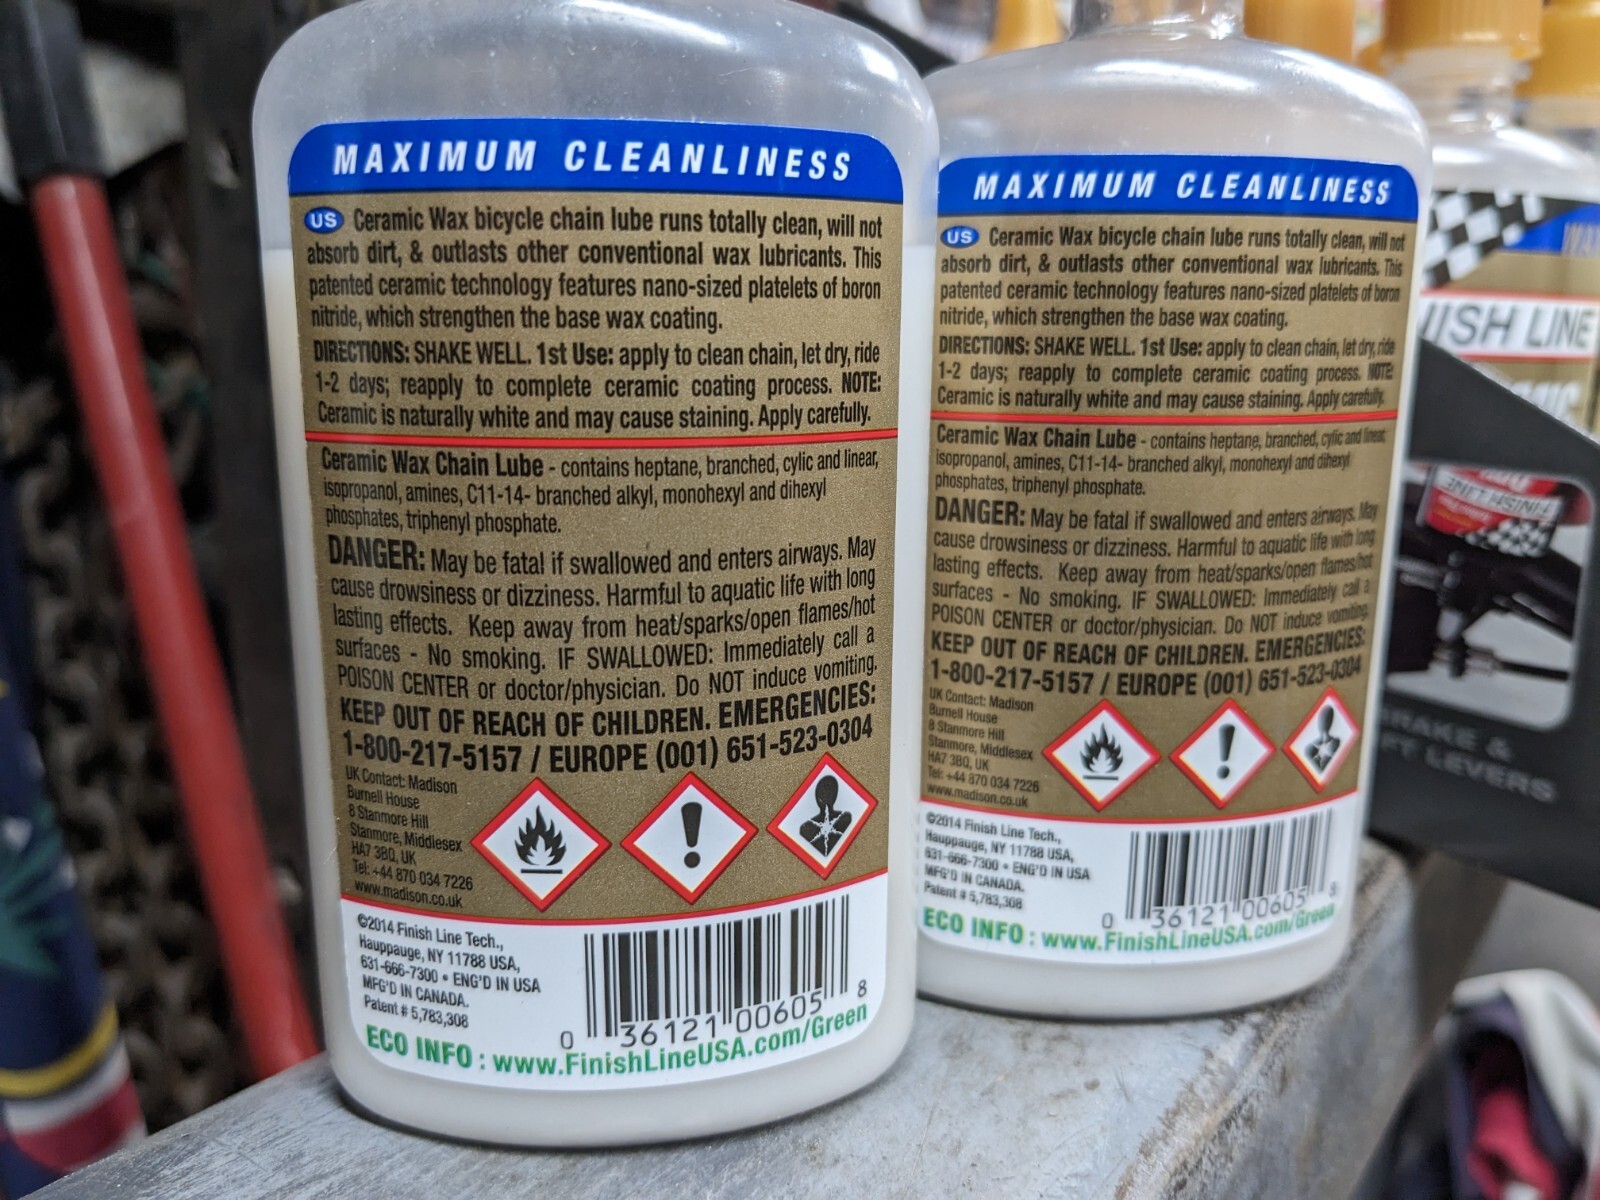 MAXIMUM CLEANLINESS
US Ceramic Wax bicycle chain lube runs totally clean, will not
absorb dirt, & outlasts other conventional wax lubricants. This
patented ceramic technology features nano-sized platelets of boron
nitride, which strengthen the base wax coating.
DIRECTIONS: SHAKE WELL. 1st Use: apply to clean chain, let dry, ride
1-2 days; reapply to complete ceramic coating process. NOTE:
Ceramic is naturally white and may cause staining. Apply carefully.
Ceramic Wax Chain Lube - contains heptane, branched, cylic and linear,
isopropanol, amines, C11-14- branched alkyl, monohexyl and dihexyl
phosphates, triphenyl phosphate.
DANGER: May be fatal if swallowed and enters airways. May
cause drowsiness or dizziness. Harmful to aquatic life with long
lasting effects. Keep away from heat/sparks/open flames/hot
surfaces - No smoking. IF SWALLOWED: Immediately call a
POISON CENTER or doctor/physician. Do NOT induce vomiting.
KEEP OUT OF REACH OF CHILDREN. EMERGENCIES:
1-800-217-5157 / EUROPE (001) 651-523-0304
UK Contact: Madison
Burnell House
8 Stanmore Hill
Stanmore, Middlesex
HA7 3BQ, UK
Tel: +44 870 034 7226
www.madison.co.uk
©2014 Finish Line Tech.,
Hauppauge, NY 11788 USA,
631-666-7300 • ENG'D IN USA
MFG'D IN CANADA.
Patent # 5,783,308
0 36121 00605 8
ECO INFO : www.FinishLineUSA.com/Green
MAXIMUM CLEANLINESS
US Ceramic Wax bicycle chain lube runs totally clean, will not
absorb dirt, & outlasts other conventional wax lubricants. This
patented ceramic technology features nano-sized platelets of boron
nitride, which strengthen the base wax coating.
DIRECTIONS: SHAKE WELL. 1st Use: apply to clean chain, let dry, ride
1-2 days; reapply to complete ceramic coating process. NOTE:
Ceramic is naturally white and may cause staining. Apply carefully.
Ceramic Wax Chain Lube - contains heptane, branched, cylic and linear,
isopropanol, amines, C11-14- branched alkyl, monohexyl and dihexyl
phosphates, triphenyl phosphate.
DANGER: May be fatal if swallowed and enters airways. May
cause drowsiness or dizziness. Harmful to aquatic life with long
lasting effects. Keep away from heat/sparks/open flames/hot
surfaces - No smoking. IF SWALLOWED: Immediately call a
POISON CENTER or doctor/physician. Do NOT induce vomiting.
KEEP OUT OF REACH OF CHILDREN. EMERGENCIES:
1-800-217-5157 / EUROPE (001) 651-523-0304
UK Contact: Madison
Burnell House
8 Stanmore Hill
Stanmore, Middlesex
HA7 3BQ, UK
Tel: +44 870 034 7226
www.madison.co.uk
©2014 Finish Line Tech.,
Hauppauge, NY 11788 USA,
631-666-7300 • ENG'D IN USA
MFG'D IN CANADA.
Patent # 5,783,308
0 36121 00605 8
ECO INFO : www.FinishLineUSA.com/Green
ISH LINE
FINISH LINE
RAKE &
FT LEVERS